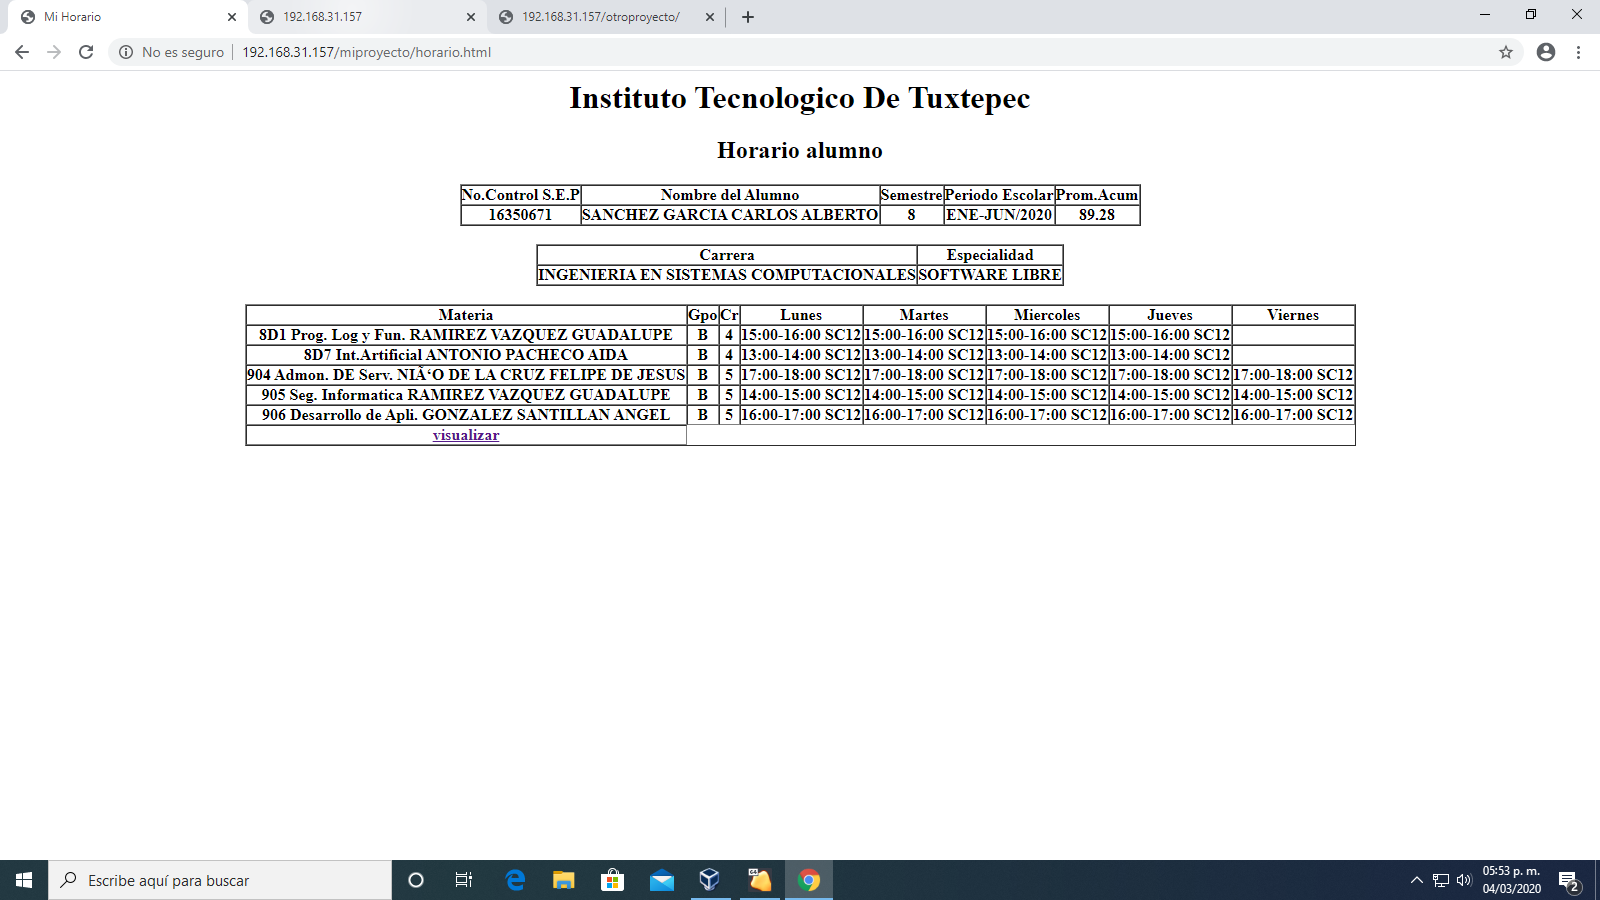 Mi Horario
192.168.31.157
192.168.31.157/otroproyecto/
No es seguro 192.168.31.157/miproyecto/horario.html
Instituto Tecnologico De Tuxtepec
Horario alumno
No.Control S.E.P Nombre del Alumno Semestre Periodo Escolar Prom.Acum
16350671 SANCHEZ GARCIA CARLOS ALBERTO 8 ENE-JUN/2020 89.28
Carrera Especialidad
INGENIERIA EN SISTEMAS COMPUTACIONALES SOFTWARE LIBRE
Materia Gpo Cr Lunes Martes Miercoles Jueves Viernes
8D1 Prog. Log y Fun. RAMIREZ VAZQUEZ GUADALUPE B 4 15:00-16:00 SC12 15:00-16:00 SC12 15:00-16:00 SC12 15:00-16:00 SC12
8D7 Int.Artificial ANTONIO PACHECO AIDA B 4 13:00-14:00 SC12 13:00-14:00 SC12 13:00-14:00 SC12 13:00-14:00 SC12
904 Admon. DE Serv. NIÃ‘O DE LA CRUZ FELIPE DE JESUS B 5 17:00-18:00 SC12 17:00-18:00 SC12 17:00-18:00 SC12 17:00-18:00 SC12 17:00-18:00 SC12
905 Seg. Informatica RAMIREZ VAZQUEZ GUADALUPE B 5 14:00-15:00 SC12 14:00-15:00 SC12 14:00-15:00 SC12 14:00-15:00 SC12 14:00-15:00 SC12
906 Desarrollo de Apli. GONZALEZ SANTILLAN ANGEL B 5 16:00-17:00 SC12 16:00-17:00 SC12 16:00-17:00 SC12 16:00-17:00 SC12 16:00-17:00 SC12
visualizar
Escribe aquí para buscar
64
05:53 p. m.
04/03/2020
2